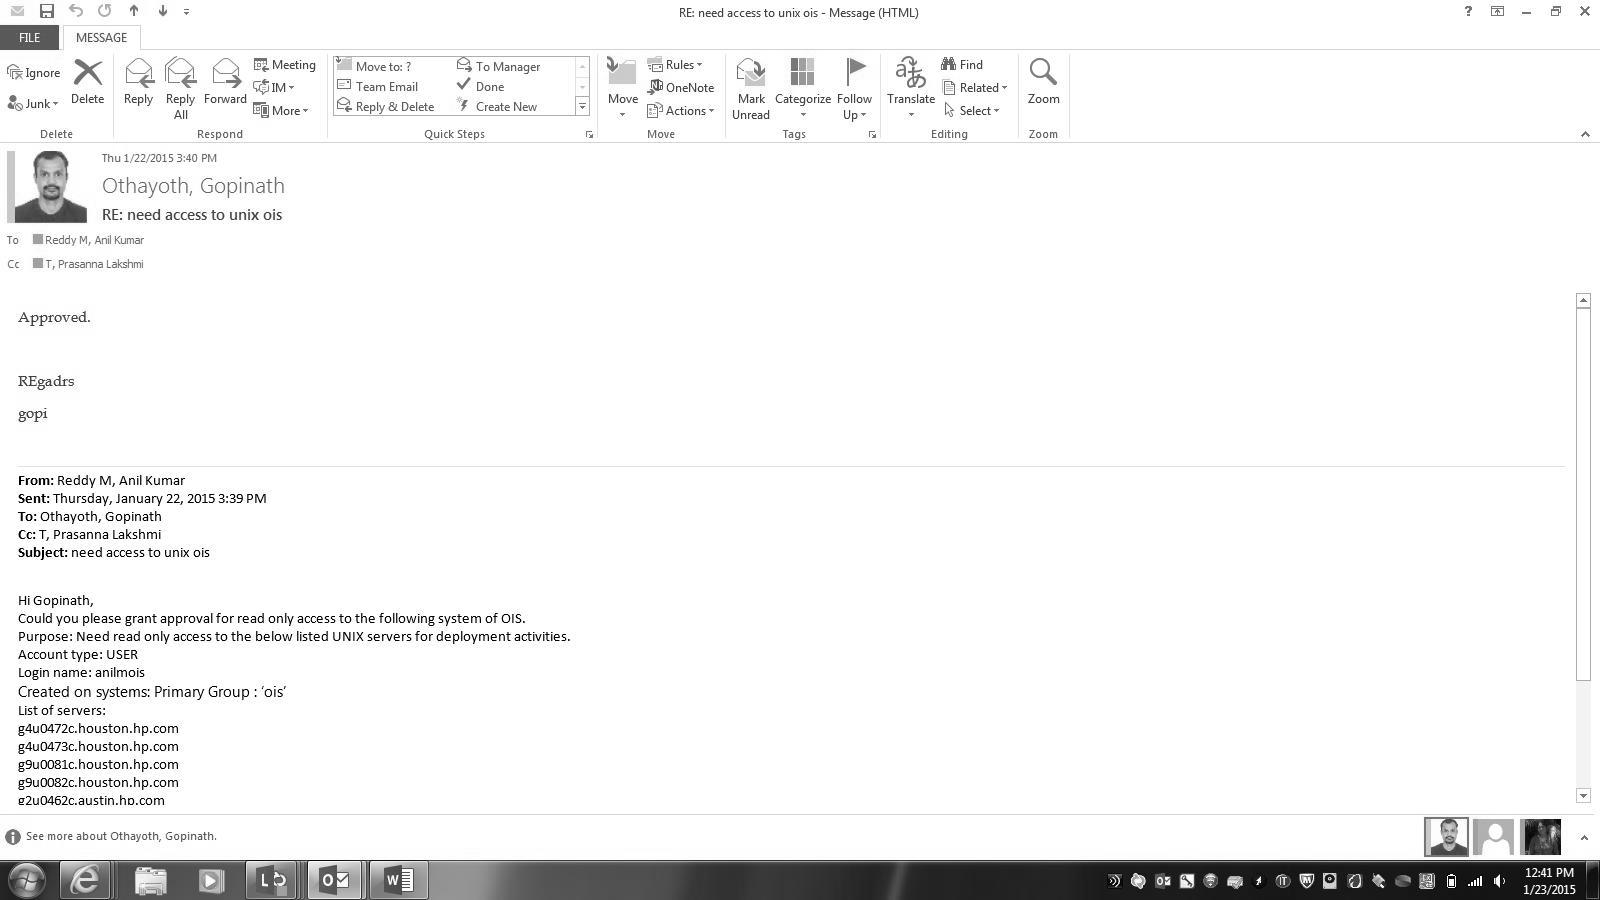 RE: need access to unix ois - Message (HTML)
?
FILE MESSAGE
Ignore
Junk
Delete
Reply
Reply All
Forward
Meeting
IM
More
Move to: ?
Team Email
Reply & Delete
To Manager
Done
Create New
Move
Rules
OneNote
Actions
Mark Unread
Categorize
Follow Up
Translate
Find
Related
Select
Zoom
Delete Respond Quick Steps Move Tags Editing Zoom
Thu 1/22/2015 3:40 PM
Othayoth, Gopinath
RE: need access to unix ois
To Reddy M, Anil Kumar
Cc T, Prasanna Lakshmi
Approved.
REgadrs
gopi
From: Reddy M, Anil Kumar
Sent: Thursday, January 22, 2015 3:39 PM
To: Othayoth, Gopinath
Cc: T, Prasanna Lakshmi
Subject: need access to unix ois
Hi Gopinath,
Could you please grant approval for read only access to the following system of OIS.
Purpose: Need read only access to the below listed UNIX servers for deployment activities.
Account type: USER
Login name: anilmois
Created on systems: Primary Group : ‘ois’
List of servers:
g4u0472c.houston.hp.com
g4u0473c.houston.hp.com
g9u0081c.houston.hp.com
g9u0082c.houston.hp.com
g2u0462c.austin.hp.com
See more about Othayoth, Gopinath.
12:41 PM
1/23/2015